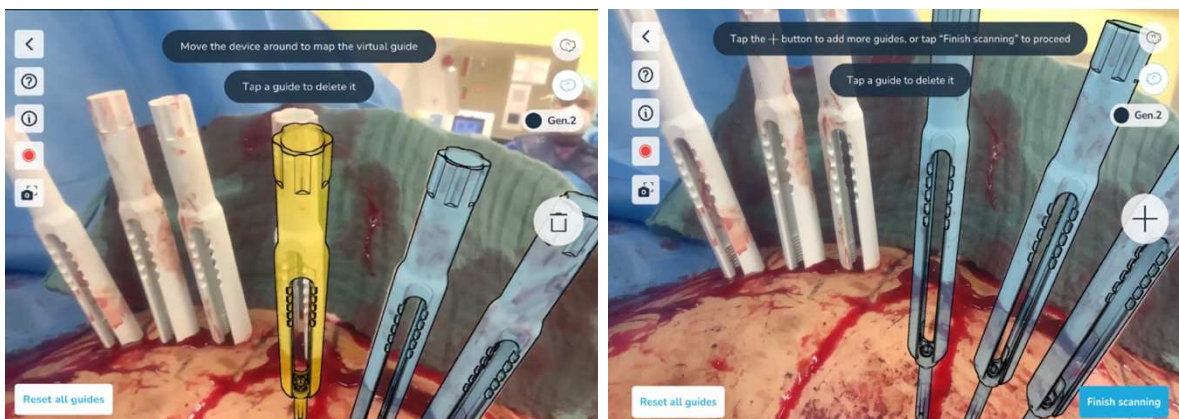 Move the device around to map the virtual guide
Tap a guide to delete it
Gen.2
Reset all guides
Tap the + button to add more guides, or tap "Finish scanning" to proceed
Tap a guide to delete it
Gen.2
Reset all guides
Finish scanning